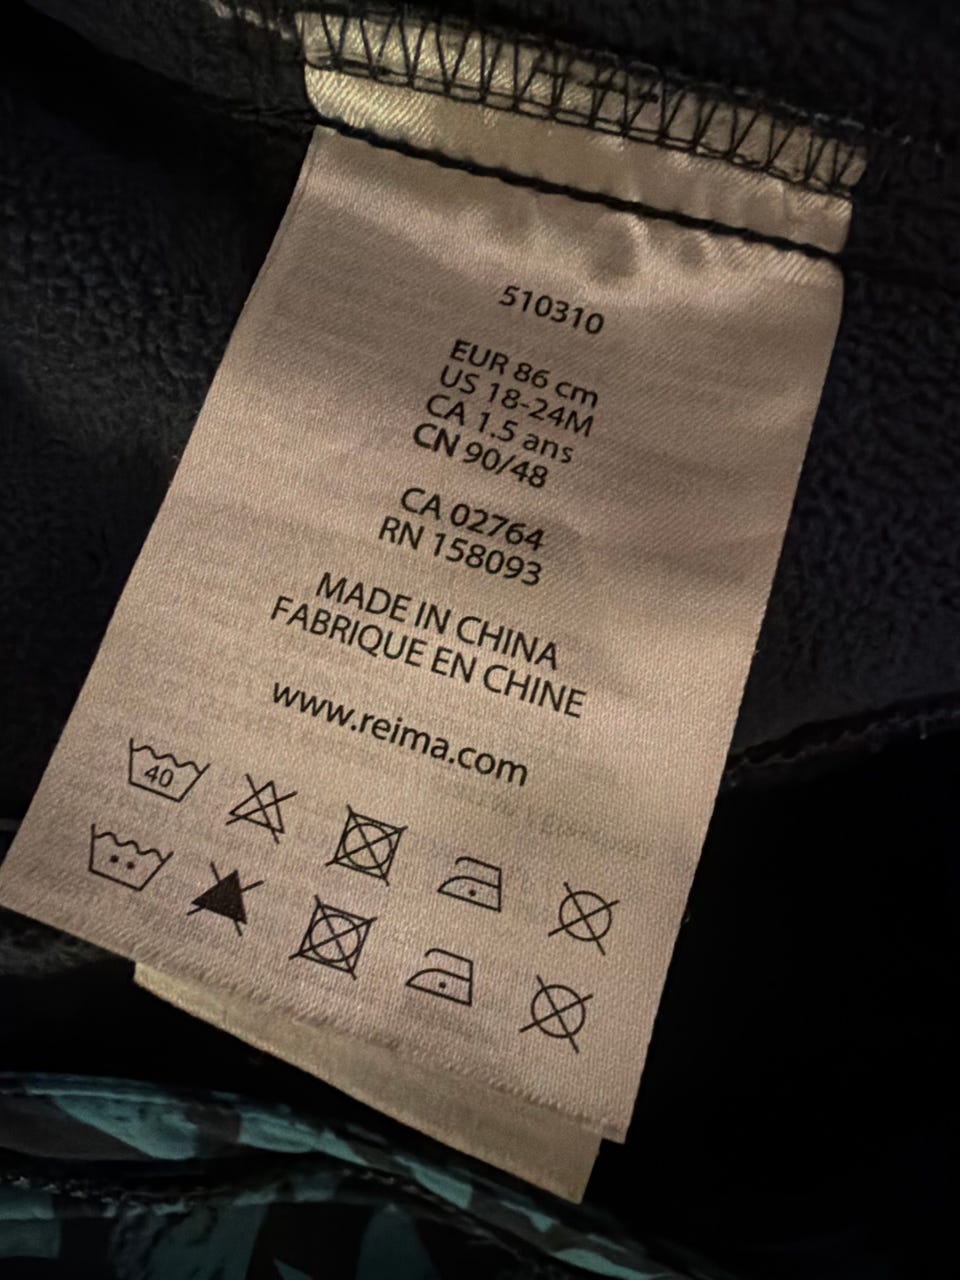 510310
EUR 86 cm
US 18-24M
CA 1.5 ans
CN 90/48
CA 02764
RN 158093
MADE IN CHINA
FABRIQUE EN CHINE
www.reima.com
40